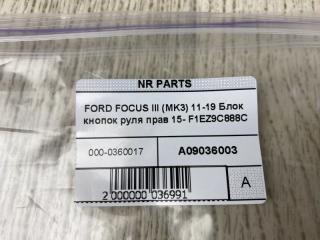 NR PARTS
FORD FOCUS III (MK3) 11-19 Блок
кнопок руля прав 15- F1EZ9C888C
000-0360017
A09036003
2 000000 036991
A